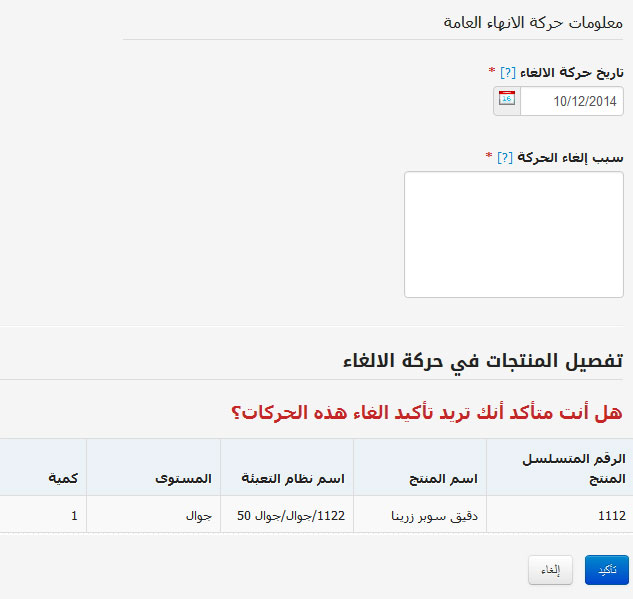 معلومات حركة الانهاء العامة
تاريخ حركة الالغاء [?] *
10/12/2014
16
سبب إلغاء الحركة [?] *
تفصيل المنتجات في حركة الالغاء
هل أنت متأكد أنك تريد تأكيد الغاء هذه الحركات؟
الرقم المتسلسل المنتج اسم المنتج اسم نظام التعبئة المستوى كمية
1112 دقيق سوبر زرينا 1122/جوال/جوال 50 جوال 1
تأكيد إلغاء